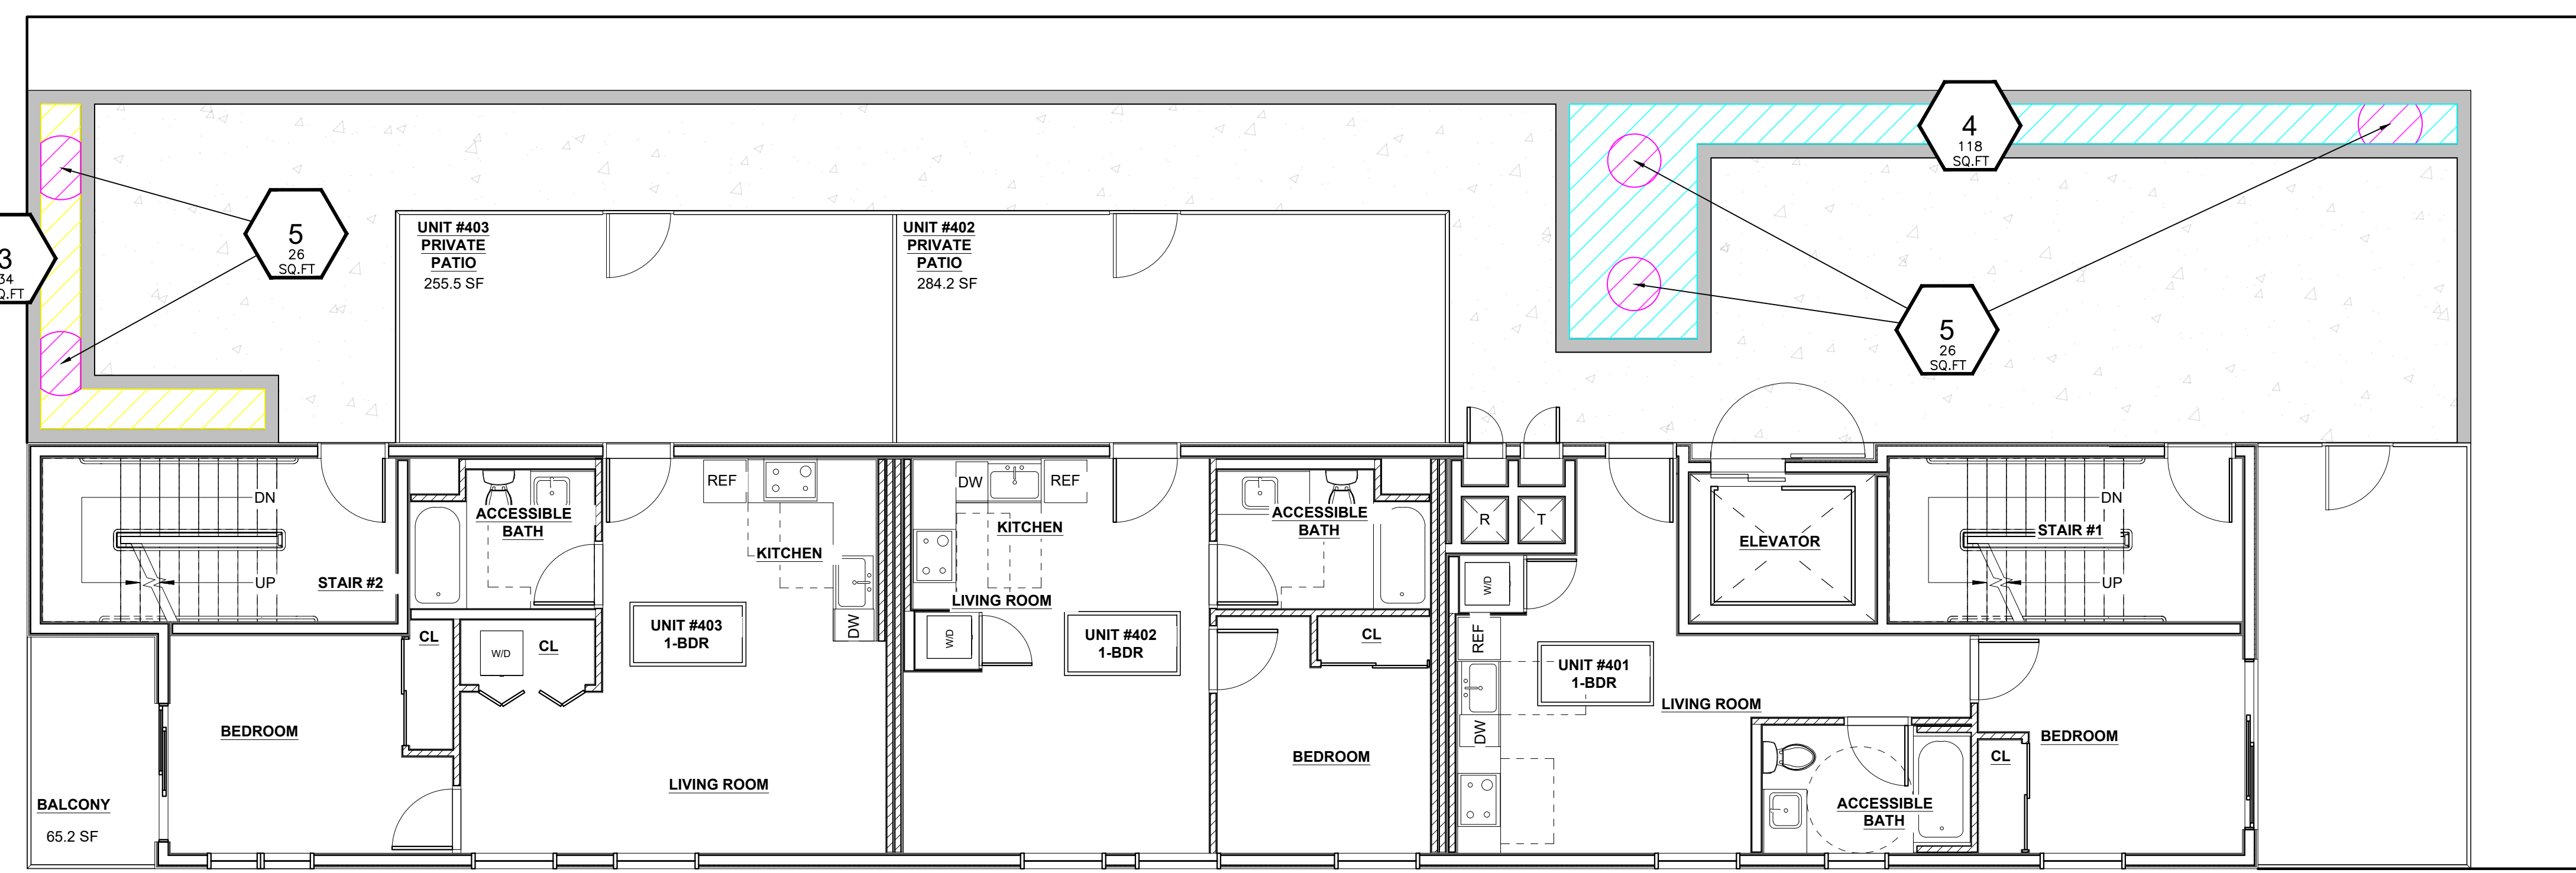 4
118
SQ.FT
5
26
SQ.FT
3
34
Q.FT
UNIT #403
PRIVATE
PATIO
255.5 SF
UNIT #402
PRIVATE
PATIO
284.2 SF
5
26
SQ.FT
DN
UP
STAIR #2
ACCESSIBLE
BATH
REF
KITCHEN
DW
UNIT #403
1-BDR
CL
W/D
CL
BEDROOM
LIVING ROOM
BALCONY
65.2 SF
DW
REF
KITCHEN
LIVING ROOM
W/D
UNIT #402
1-BDR
ACCESSIBLE
BATH
CL
BEDROOM
R
T
W/D
REF
DW
UNIT #401
1-BDR
LIVING ROOM
ELEVATOR
DN
STAIR #1
UP
BEDROOM
CL
ACCESSIBLE
BATH